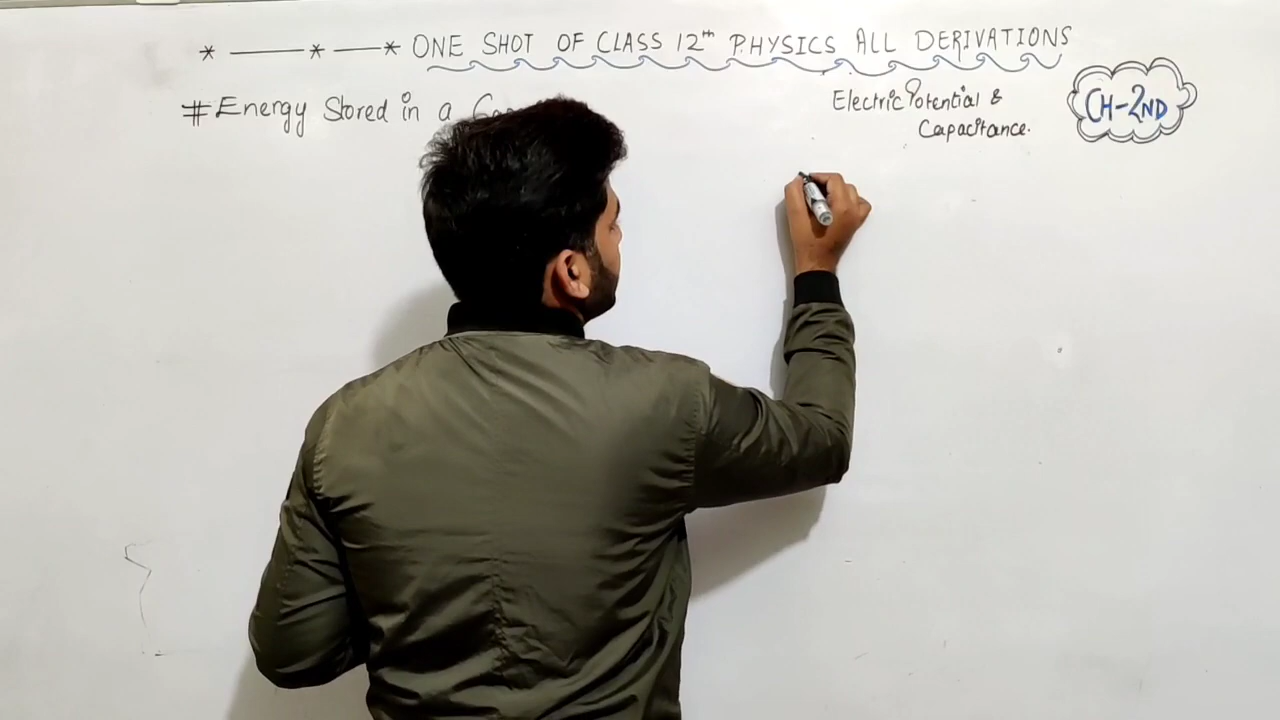 * —— * — * ONE SHOT OF CLASS 12th PHYSICS ALL DERIVATIONS
# Energy Stored in a
Electric Potential &
Capacitance.
CH-2ND